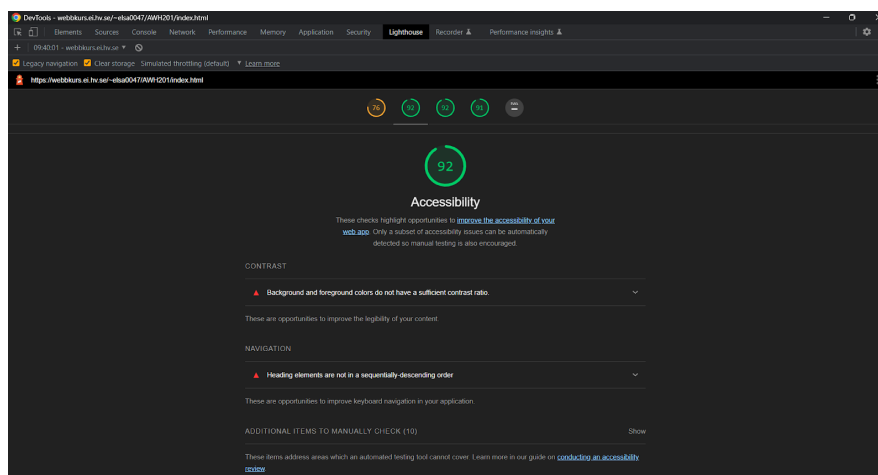 DevTools - webbkurs.ei.hv.se/~elsa0047/AWH201/index.html
Elements Sources Console Network Performance Memory Application Security Lighthouse Recorder Performance insights
+ 09:40:01 - webbkurs.ei.hv.se
Legacy navigation Clear storage Simulated throttling (default) Learn more
https://webbkurs.ei.hv.se/~elsa0047/AWH201/index.html
76 92 92 91 PWA
92
Accessibility
These checks highlight opportunities to improve the accessibility of your
web app. Only a subset of accessibility issues can be automatically
detected so manual testing is also encouraged.
CONTRAST
Background and foreground colors do not have a sufficient contrast ratio.
These are opportunities to improve the legibility of your content.
NAVIGATION
Heading elements are not in a sequentially-descending order
These are opportunities to improve keyboard navigation in your application.
ADDITIONAL ITEMS TO MANUALLY CHECK (10) Show
These items address areas which an automated testing tool cannot cover. Learn more in our guide on conducting an accessibility
review